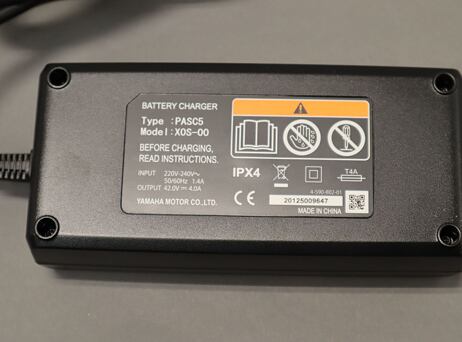 BATTERY CHARGER
Type :PASC5
Model:X0S-00
BEFORE CHARGING,
READ INSTRUCTIONS.
INPUT 220V-240V~
50/60Hz 1.4A
OUTPUT 42.0V⎓4.0A
YAMAHA MOTOR CO.,LTD.
IPX4
T4A
4-590-802-01
CE
20125009647
MADE IN CHINA